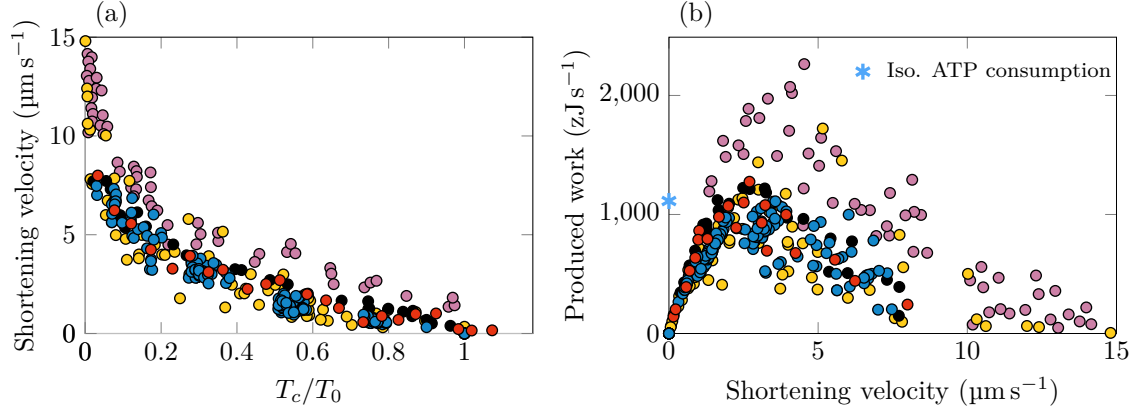 (a)
Shortening velocity (µm s⁻¹)
15
10
5
0
0
0.2
0.4
0.6
0.8
1
T_c/T_0
(b)
Produced work (zJ s⁻¹)
2,000
1,000
0
0
5
10
15
Shortening velocity (µm s⁻¹)
Iso. ATP consumption